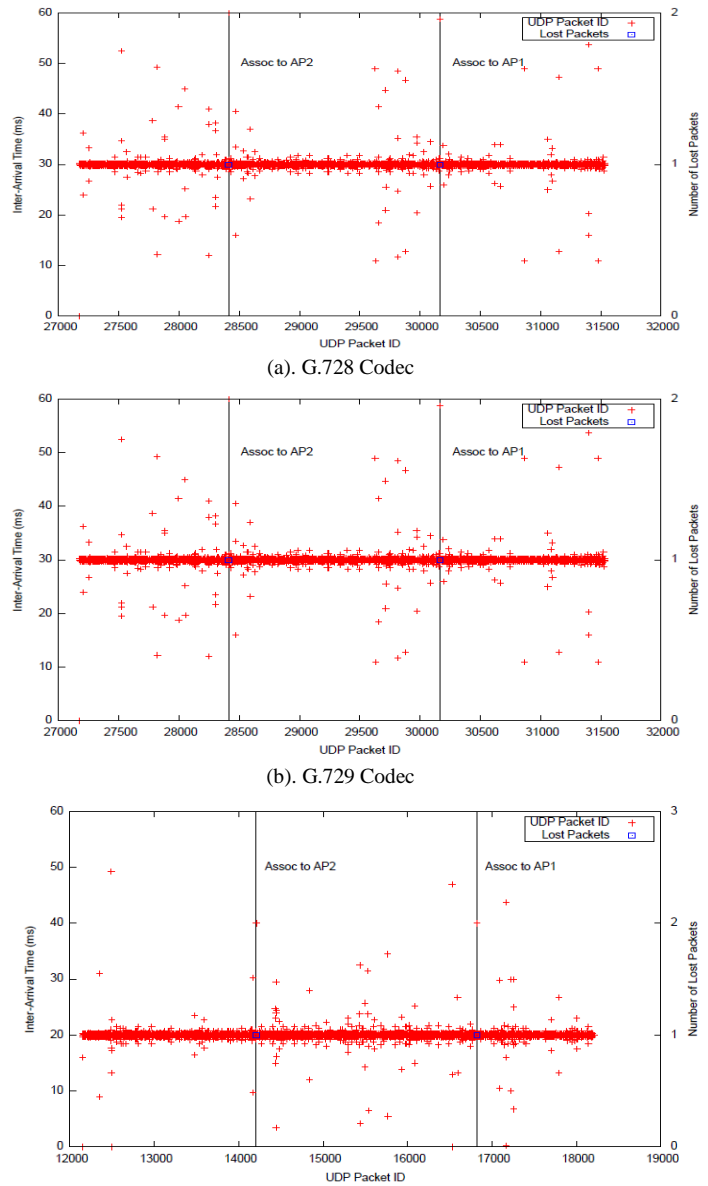 60
50
40
30
20
10
0
2
1
0
Inter-Arrival Time (ms)
Number of Lost Packets
UDP Packet ID
Lost Packets
Assoc to AP2
Assoc to AP1
27000 27500 28000 28500 29000 29500 30000 30500 31000 31500 32000
UDP Packet ID
(a). G.728 Codec
60
50
40
30
20
10
0
2
1
0
Inter-Arrival Time (ms)
Number of Lost Packets
UDP Packet ID
Lost Packets
Assoc to AP2
Assoc to AP1
27000 27500 28000 28500 29000 29500 30000 30500 31000 31500 32000
UDP Packet ID
(b). G.729 Codec
60
50
40
30
20
10
0
3
2
1
0
Inter-Arrival Time (ms)
Number of Lost Packets
UDP Packet ID
Lost Packets
Assoc to AP2
Assoc to AP1
12000 13000 14000 15000 16000 17000 18000 19000
UDP Packet ID